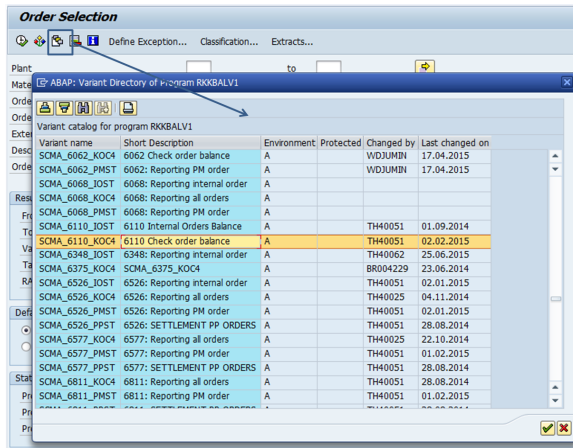 Order Selection
Define Exception... Classification... Extracts...
Plant to
Mate
ABAP: Variant Directory of Program RKKBALV1
Orde
Orde
Exter
Desc
Orde
Variant catalog for program RKKBALV1
Variant name Short Description Environment Protected Changed by Last changed on
SCMA_6062_KOC4 6062 Check order balance A WDJUMIN 17.04.2015
SCMA_6062_PMST 6062: Reporting PM order A WDJUMIN 17.04.2015
SCMA_6068_IOST 6068: Reporting internal order A
SCMA_6068_KOC4 6068: Reporting all orders A
SCMA_6068_PMST 6068: Reporting PM order A
SCMA_6110_IOST 6110 Internal Orders Balance A TH40051 01.09.2014
SCMA_6110_KOC4 6110 Check order balance A TH40051 02.02.2015
SCMA_6348_IOST 6348: Reporting internal order A TH40062 25.06.2015
SCMA_6375_KOC4 SCMA_6375_KOC4 A BR004229 23.06.2014
SCMA_6526_IOST 6526: Reporting internal order A TH40051 02.01.2015
SCMA_6526_KOC4 6526: Reporting all orders A TH40025 04.11.2014
SCMA_6526_PMST 6526: Reporting PM order A TH40051 02.01.2015
SCMA_6526_PPST 6526: SETTLEMENT PP ORDERS A TH40051 28.08.2014
SCMA_6577_KOC4 6577: Reporting all orders A TH40025 22.10.2014
SCMA_6577_PMST 6577: Reporting PM order A TH40051 01.02.2015
SCMA_6577_PPST 6577: SETTLEMENT PP ORDERS A TH40051 28.08.2014
SCMA_6811_KOC4 6811: Reporting all orders A TH40051 28.08.2014
SCMA_6811_PMST 6811: Reporting PM order A TH40051 01.02.2015
Resu
Fro
To
Va
Ta
RA
Defa
Stat
Pro
Pro